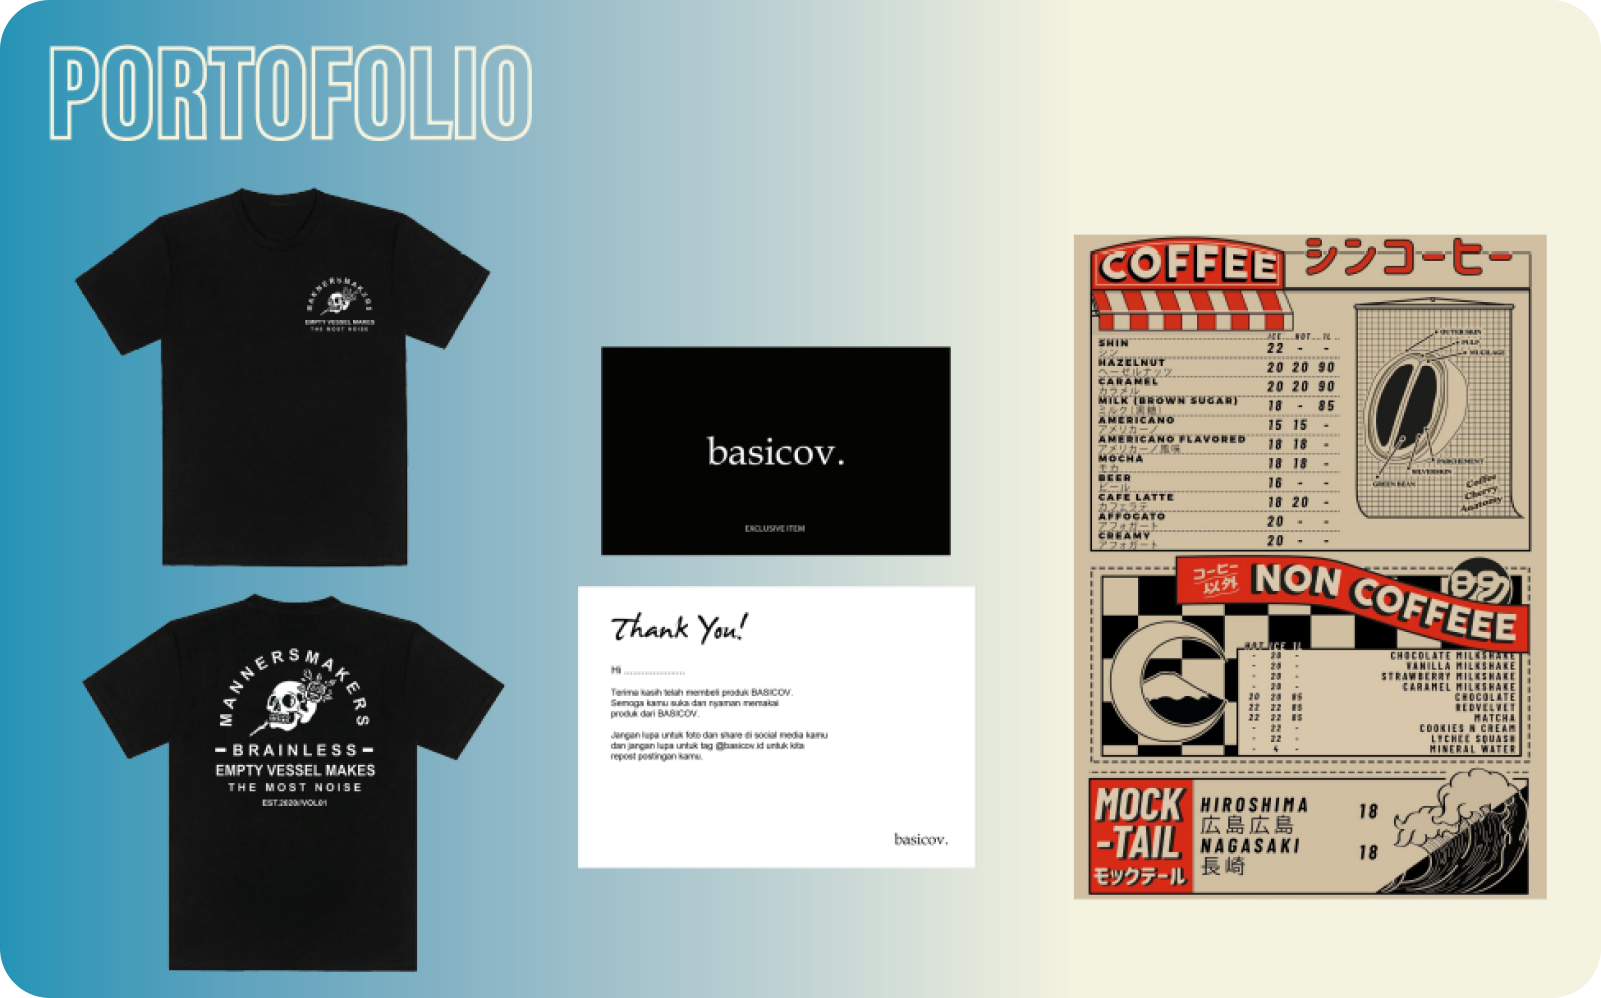 PORTOFOLIO
MANNERSMAKERS
EMPTY VESSEL MAKES
THE MOST NOISE
MANNERSMAKERS
BRAINLESS
EMPTY VESSEL MAKES
THE MOST NOISE
EST.2020//VOL01
basicov.
EXCLUSIVE ITEM
Thank You!
Hi ......................
Terima kasih telah membeli produk BASICOV.
Semoga kamu suka dan nyaman memakai
produk dari BASICOV.
Jangan lupa untuk foto dan share di social media kamu
dan jangan lupa untuk tag @basicov.id untuk kita
repost postingan kamu.
basicov.
COFFEE シンコーヒー
ICE HOT 1L
SHIN 22 - -
シン
HAZELNUT 20 20 90
ヘーゼルナッツ
CARAMEL 20 20 90
カラメル
MILK (BROWN SUGAR) 18 - 85
ミルク(黒糖)
AMERICANO 15 15 -
アメリカーノ
AMERICANO FLAVORED 18 18 -
アメリカーノ風味
MOCHA 18 18 -
モカ
BEER 16 - -
ビール
CAFE LATTE 18 20 -
カフェラテ
AFFOGATO 20 - -
アフォガート
CREAMY 20 - -
アフォガート
OUTER SKIN
PULP
MUCILAGE
PARCHEMENT
SILVERSKIN
GREEN BEAN
Coffee
Cherry
Anatomy
コーヒー
以外
NON COFFEEE
HOT ICE 1L
- 20 - CHOCOLATE MILKSHAKE
- 20 - VANILLA MILKSHAKE
- 20 - STRAWBERRY MILKSHAKE
- 20 - CARAMEL MILKSHAKE
20 20 85 CHOCOLATE
22 22 85 REDVELVET
22 22 85 MATCHA
- 22 - COOKIES N CREAM
- 22 - LYCHEE SQUASH
- 4 - MINERAL WATER
MOCK
-TAIL
モックテール
HIROSHIMA 18
広島広島
NAGASAKI 18
長崎